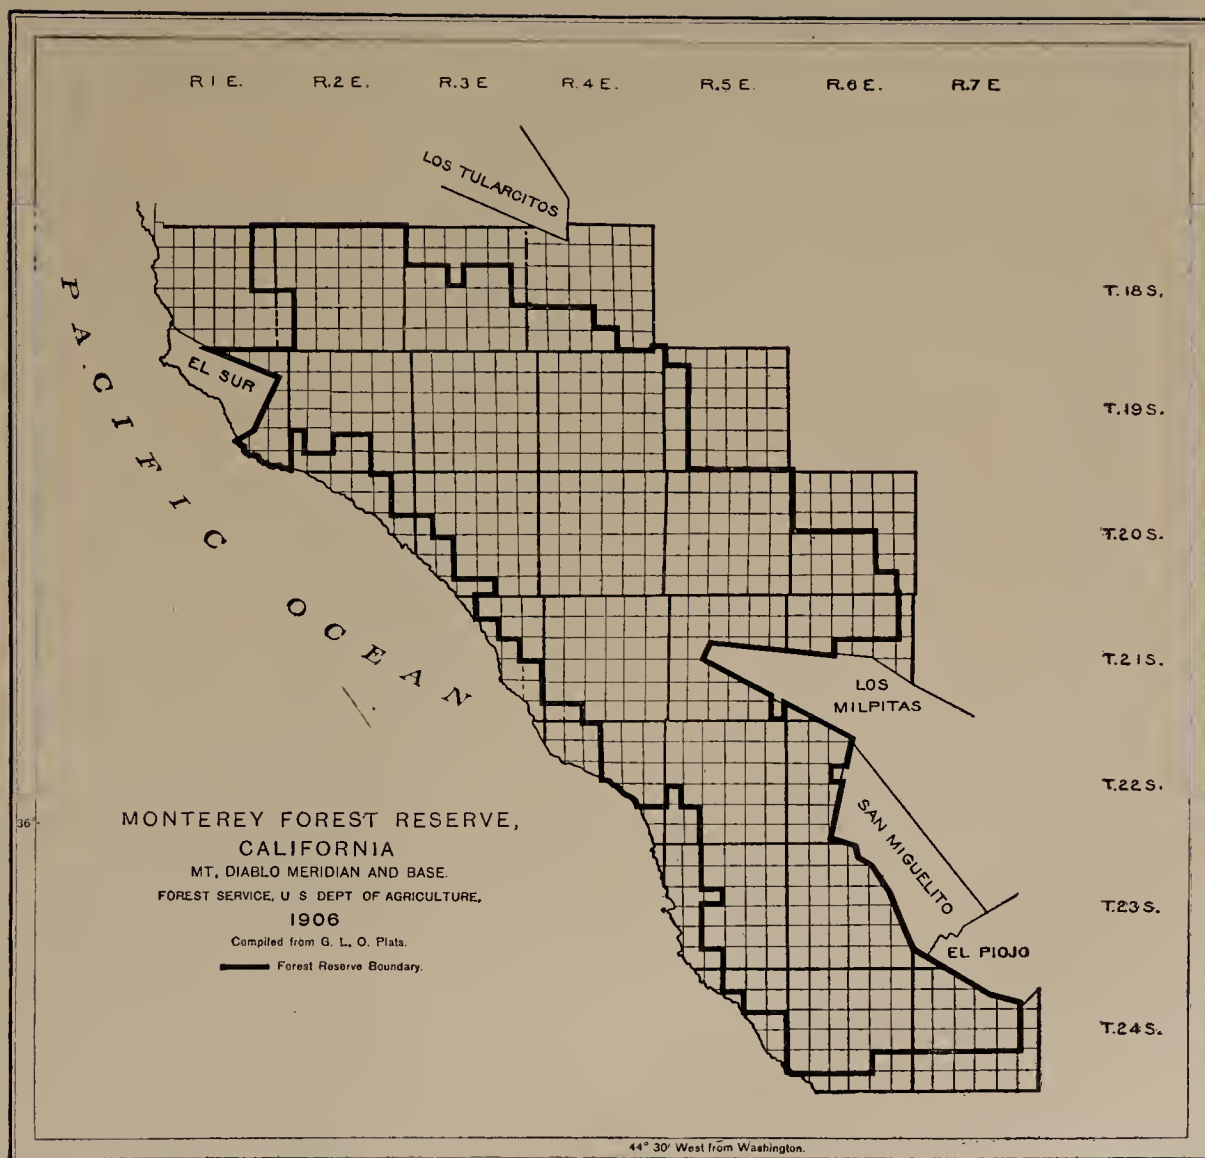 R 1 E. R.2 E. R.3 E R.4 E. R.5 E. R.6 E. R.7 E
LOS TULARCITOS
T.18 S.
PACIFIC OCEAN
EL SUR
T.19 S.
T.20 S.
T.21 S.
LOS
MILPITAS
T.22 S.
36°
MONTEREY FOREST RESERVE,
CALIFORNIA
MT, DIABLO MERIDIAN AND BASE.
FOREST SERVICE, U S DEPT OF AGRICULTURE,
1906
Compiled from G. L. O. Plats.
Forest Reserve Boundary.
SAN MIGUELITO
T.23 S.
EL PIOJO
T.24 S.
44° 30' West from Washington.